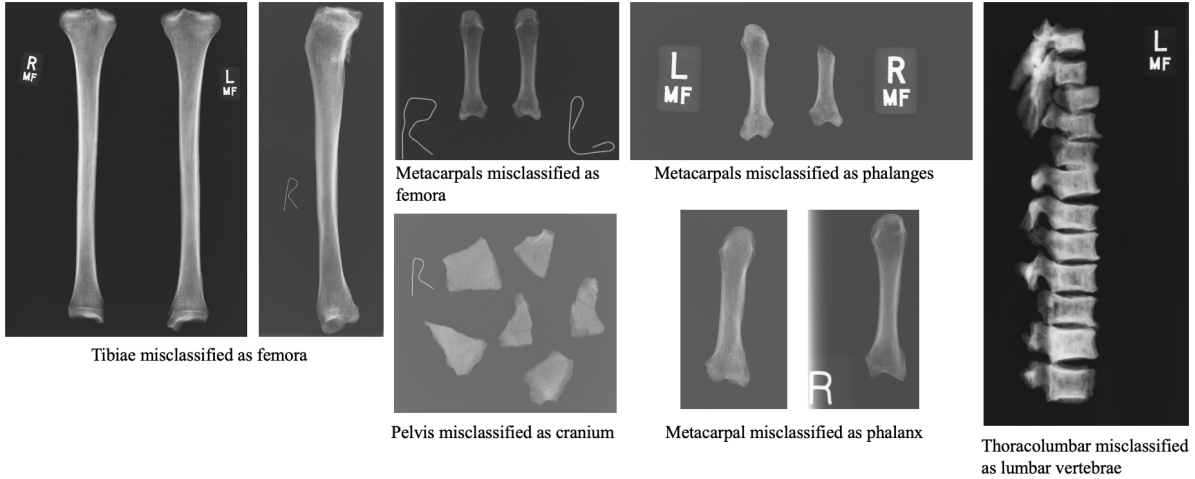 R
MF
L
MF
R
Tibiae misclassified as femora
R
L
Metacarpals misclassified as
femora
L
MF
R
MF
Metacarpals misclassified as phalanges
R
Pelvis misclassified as cranium
R
Metacarpal misclassified as phalanx
L
MF
Thoracolumbar misclassified
as lumbar vertebrae